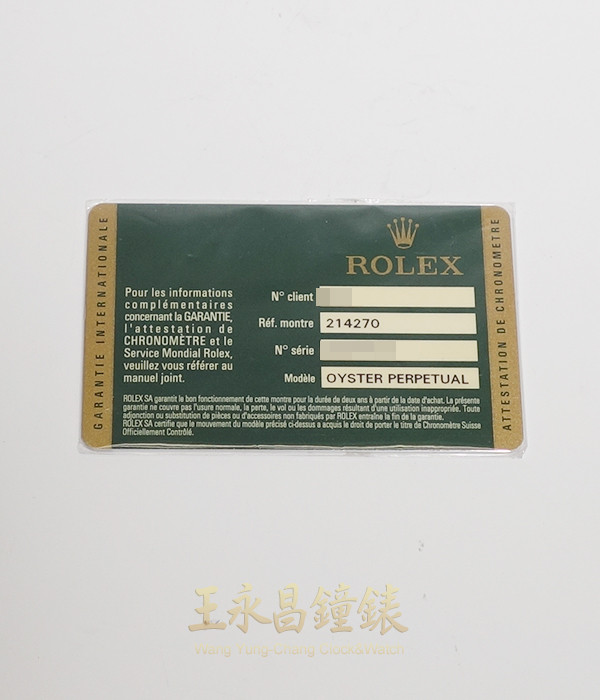 GARANTIE INTERNATIONALE
ROLEX
Pour les informations
complémentaires
concernant la GARANTIE,
l'attestation de
CHRONOMÈTRE et le
Service Mondial Rolex,
veuillez vous référer au
manuel joint.
N° client
Réf. montre 214270
N° série
Modèle OYSTER PERPETUAL
ROLEX SA garantit le bon fonctionnement de cette montre pour la durée de deux ans à partir de la date d'achat. La présente
garantie ne couvre pas l'usure normale, la perte, le vol ou les dommages résultant d'une utilisation inappropriée. Toute
adjonction ou substitution de pièces ou d'accessoires non fabriqués par ROLEX entraîne la fin de la garantie.
ROLEX SA certifie que le mouvement du modèle précisé ci-dessus a acquis le droit de porter le titre de Chronomètre Suisse
Officiellement Contrôlé.
ATTESTATION DE CHRONOMETRE
王永昌鐘錶
Wang Yung-Chang Clock&Watch